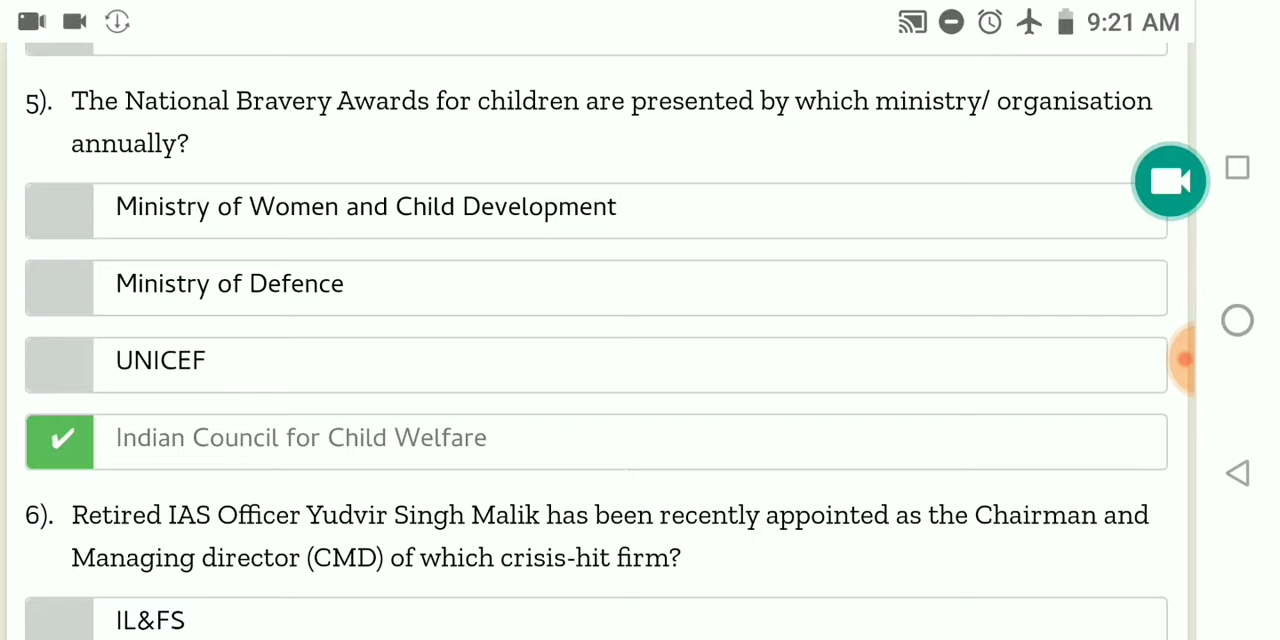 9:21 AM
5). The National Bravery Awards for children are presented by which ministry/ organisation
annually?
Ministry of Women and Child Development
Ministry of Defence
UNICEF
Indian Council for Child Welfare
6). Retired IAS Officer Yudvir Singh Malik has been recently appointed as the Chairman and
Managing director (CMD) of which crisis-hit firm?
IL&FS